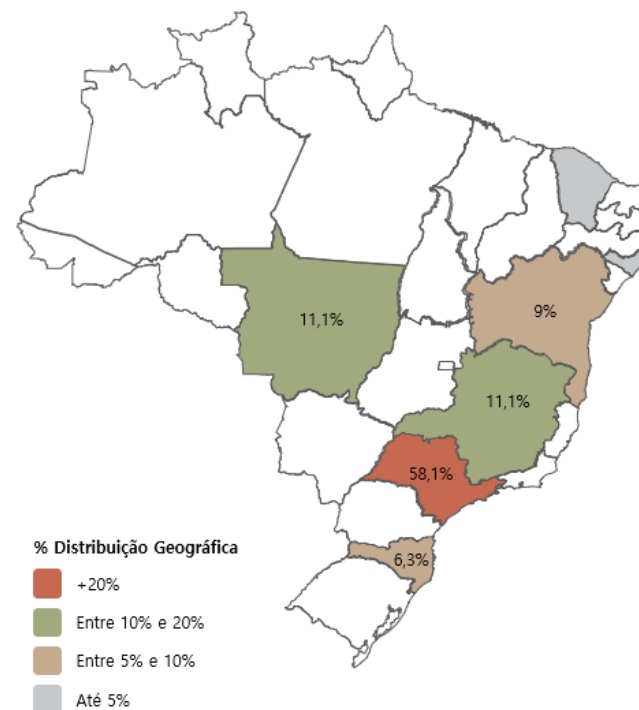 11,1%
9%
11,1%
58,1%
6,3%
% Distribuição Geográfica
+20%
Entre 10% e 20%
Entre 5% e 10%
Até 5%